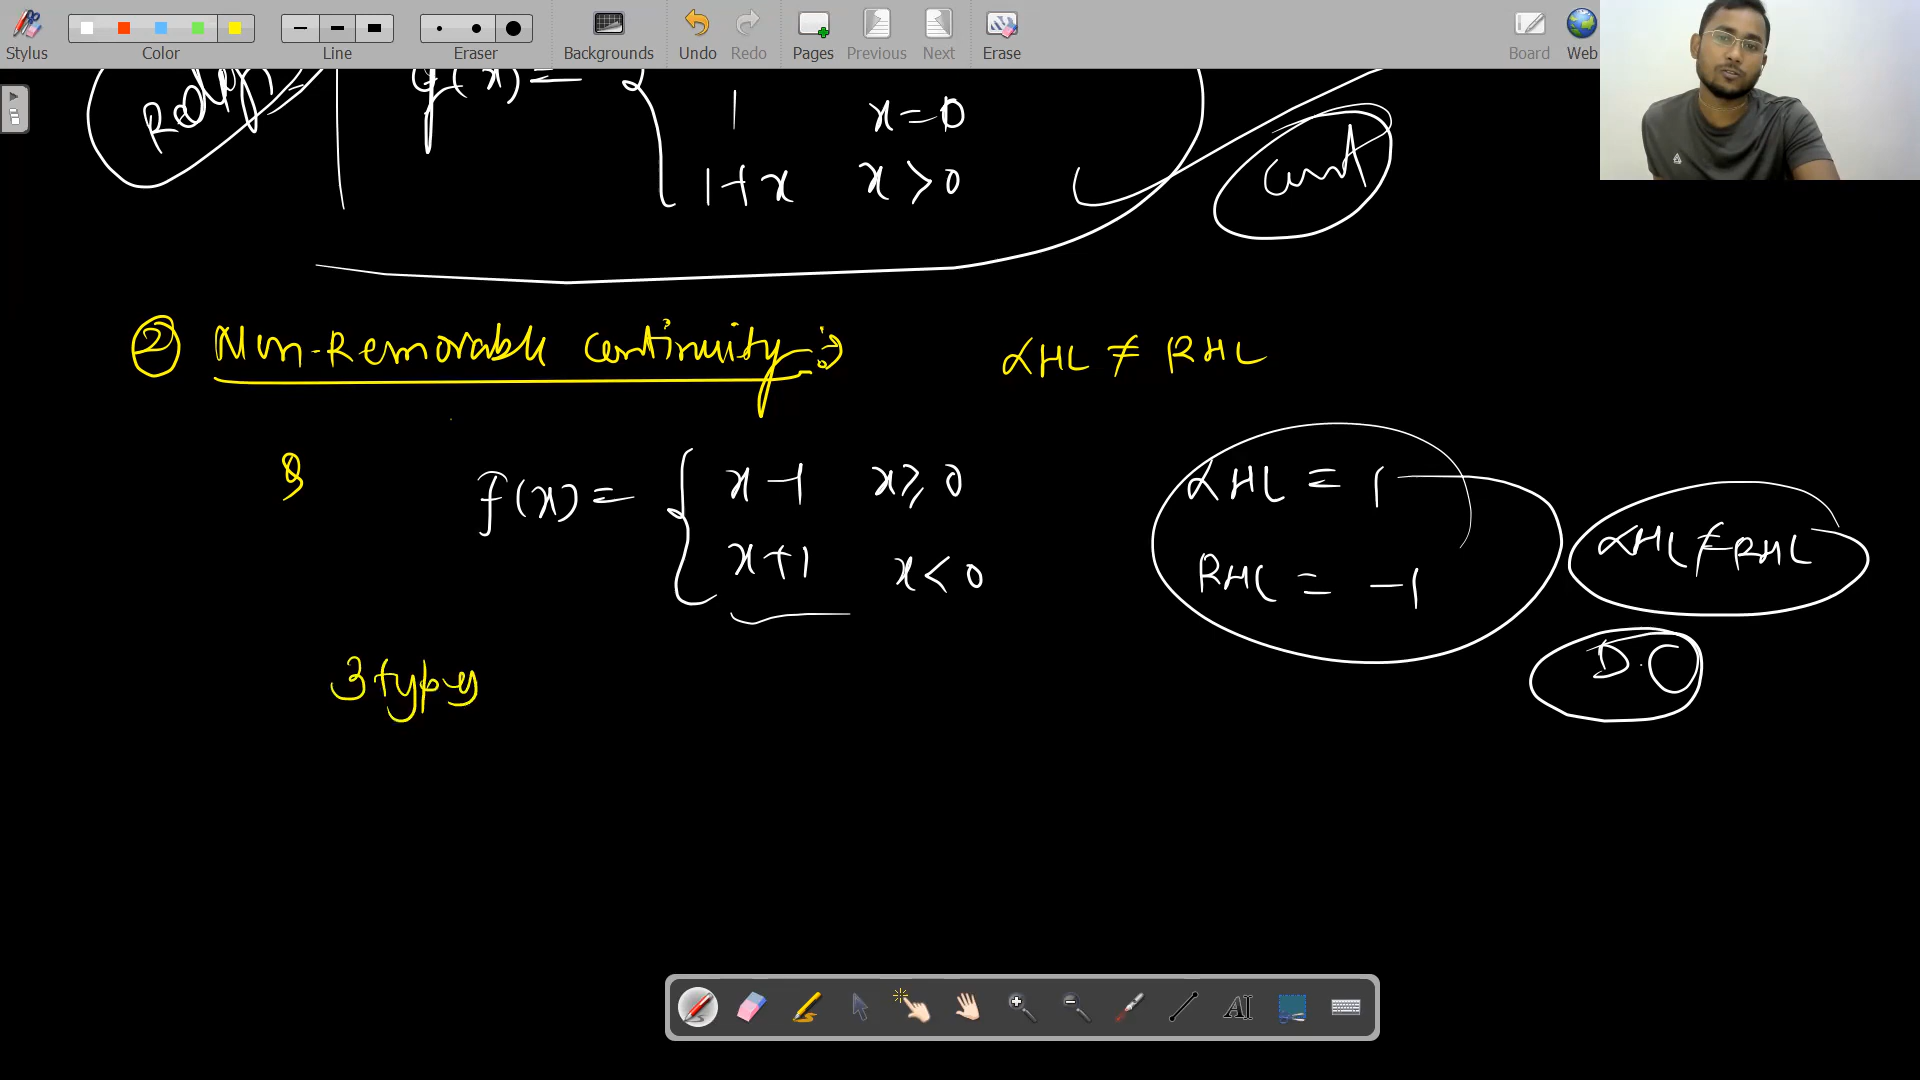 Stylus Color Line Eraser Backgrounds Undo Redo Pages Previous Next Erase Board Web
f(x) = {
1 x=0
1+x x>0
cont
② Non-Removable continuity :- LHL ≠ RHL
f(x) = { x-1 x≥0
x+1 x<0
LHL = 1
RHL = -1
LHL ≠ RHL
D.C
3 types
AI